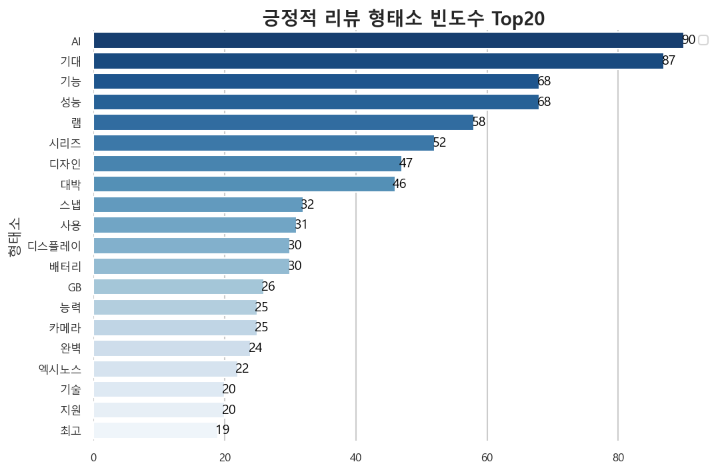 긍정적 리뷰 형태소 빈도수 Top20
형태소
AI 90
기대 87
기능 68
성능 68
램 58
시리즈 52
디자인 47
대박 46
스냅 32
사용 31
디스플레이 30
배터리 30
GB 26
능력 25
카메라 25
완벽 24
엑시노스 22
기술 20
지원 20
최고 19
0 20 40 60 80